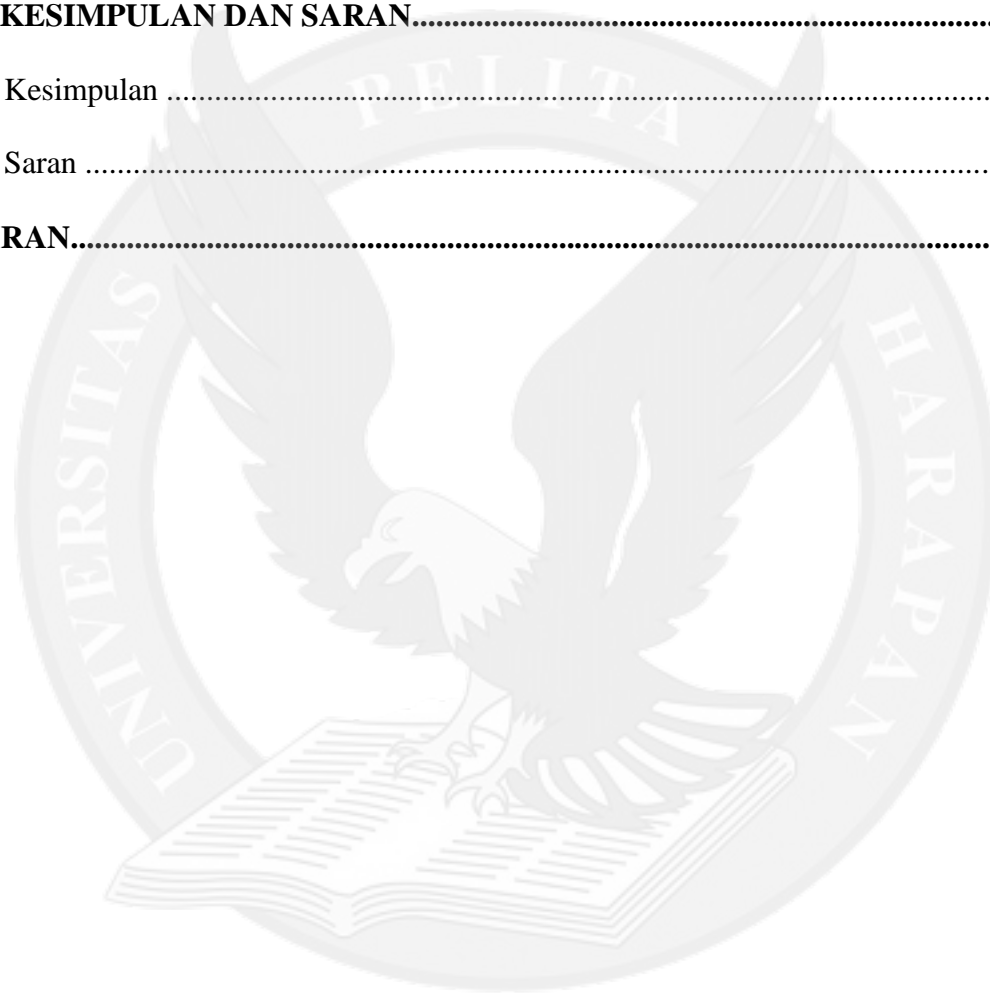 KESIMPULAN DAN SARAN..........................................................................
Kesimpulan ........................................................................................................
Saran ..................................................................................................................
RAN.....................................................................................................................
UNIVERSITAS PELITA HARAPAN